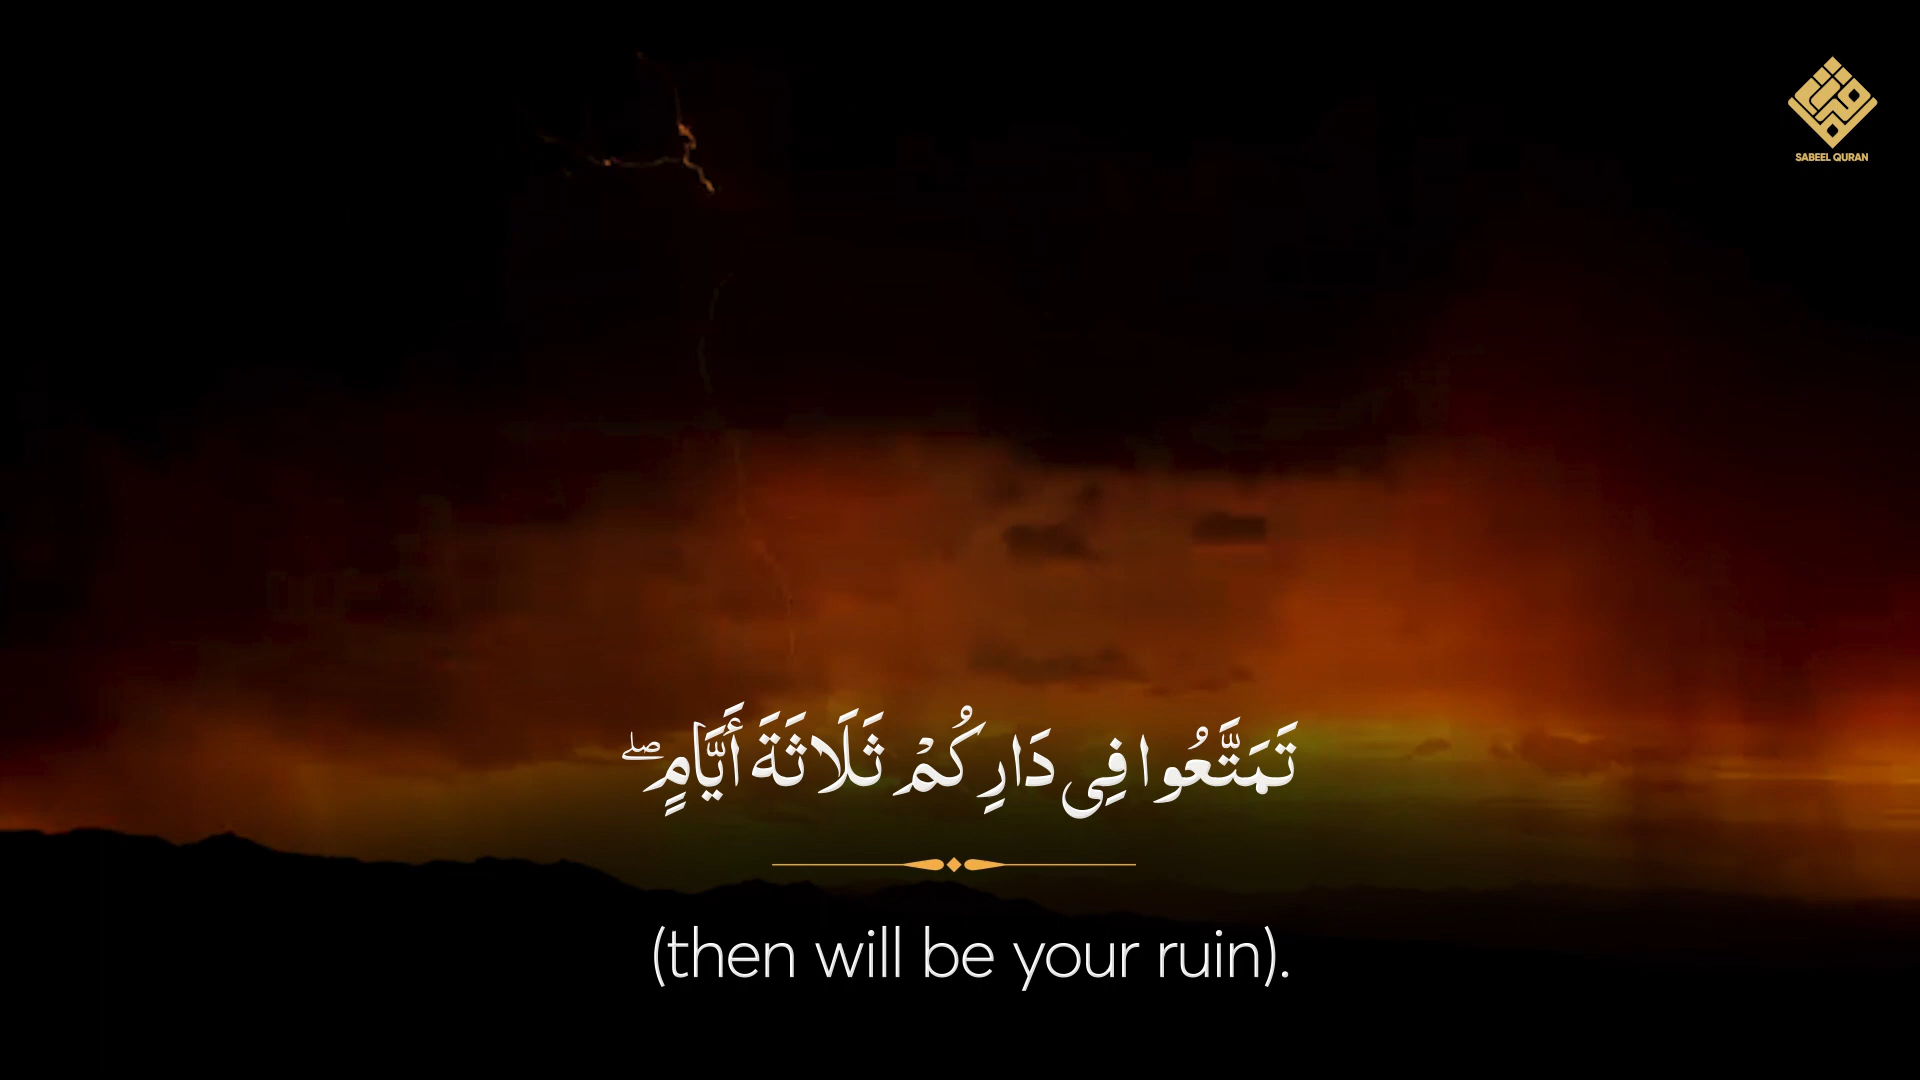 SABEEL QURAN
تَمَتَّعُوا فِي دَارِكُمْ ثَلَاثَةَ أَيَّامٍ ۖ
(then will be your ruin).